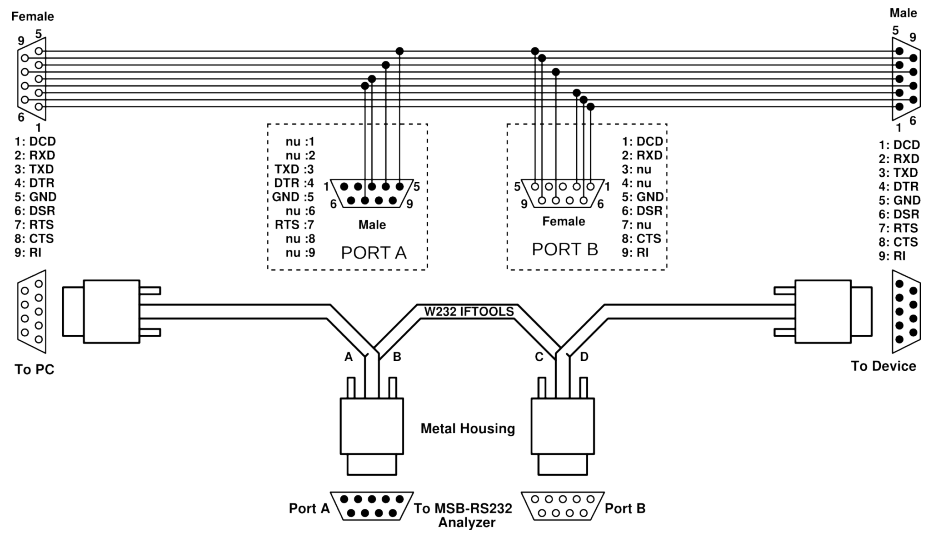 Female
Male
9 5
5 9
6 1
1 6
1: DCD
2: RXD
3: TXD
4: DTR
5: GND
6: DSR
7: RTS
8: CTS
9: RI
nu :1
nu :2
TXD :3
DTR :4
GND :5
nu :6
RTS :7
nu :8
nu :9
1 5
6 9
Male
PORT A
5 1
9 6
Female
PORT B
1: DCD
2: RXD
3: nu
4: nu
5: GND
6: DSR
7: nu
8: CTS
9: RI
1: DCD
2: RXD
3: TXD
4: DTR
5: GND
6: DSR
7: RTS
8: CTS
9: RI
To PC
W232 IFTOOLS
A B
C D
To Device
Metal Housing
Port A
To MSB-RS232
Analyzer
Port B